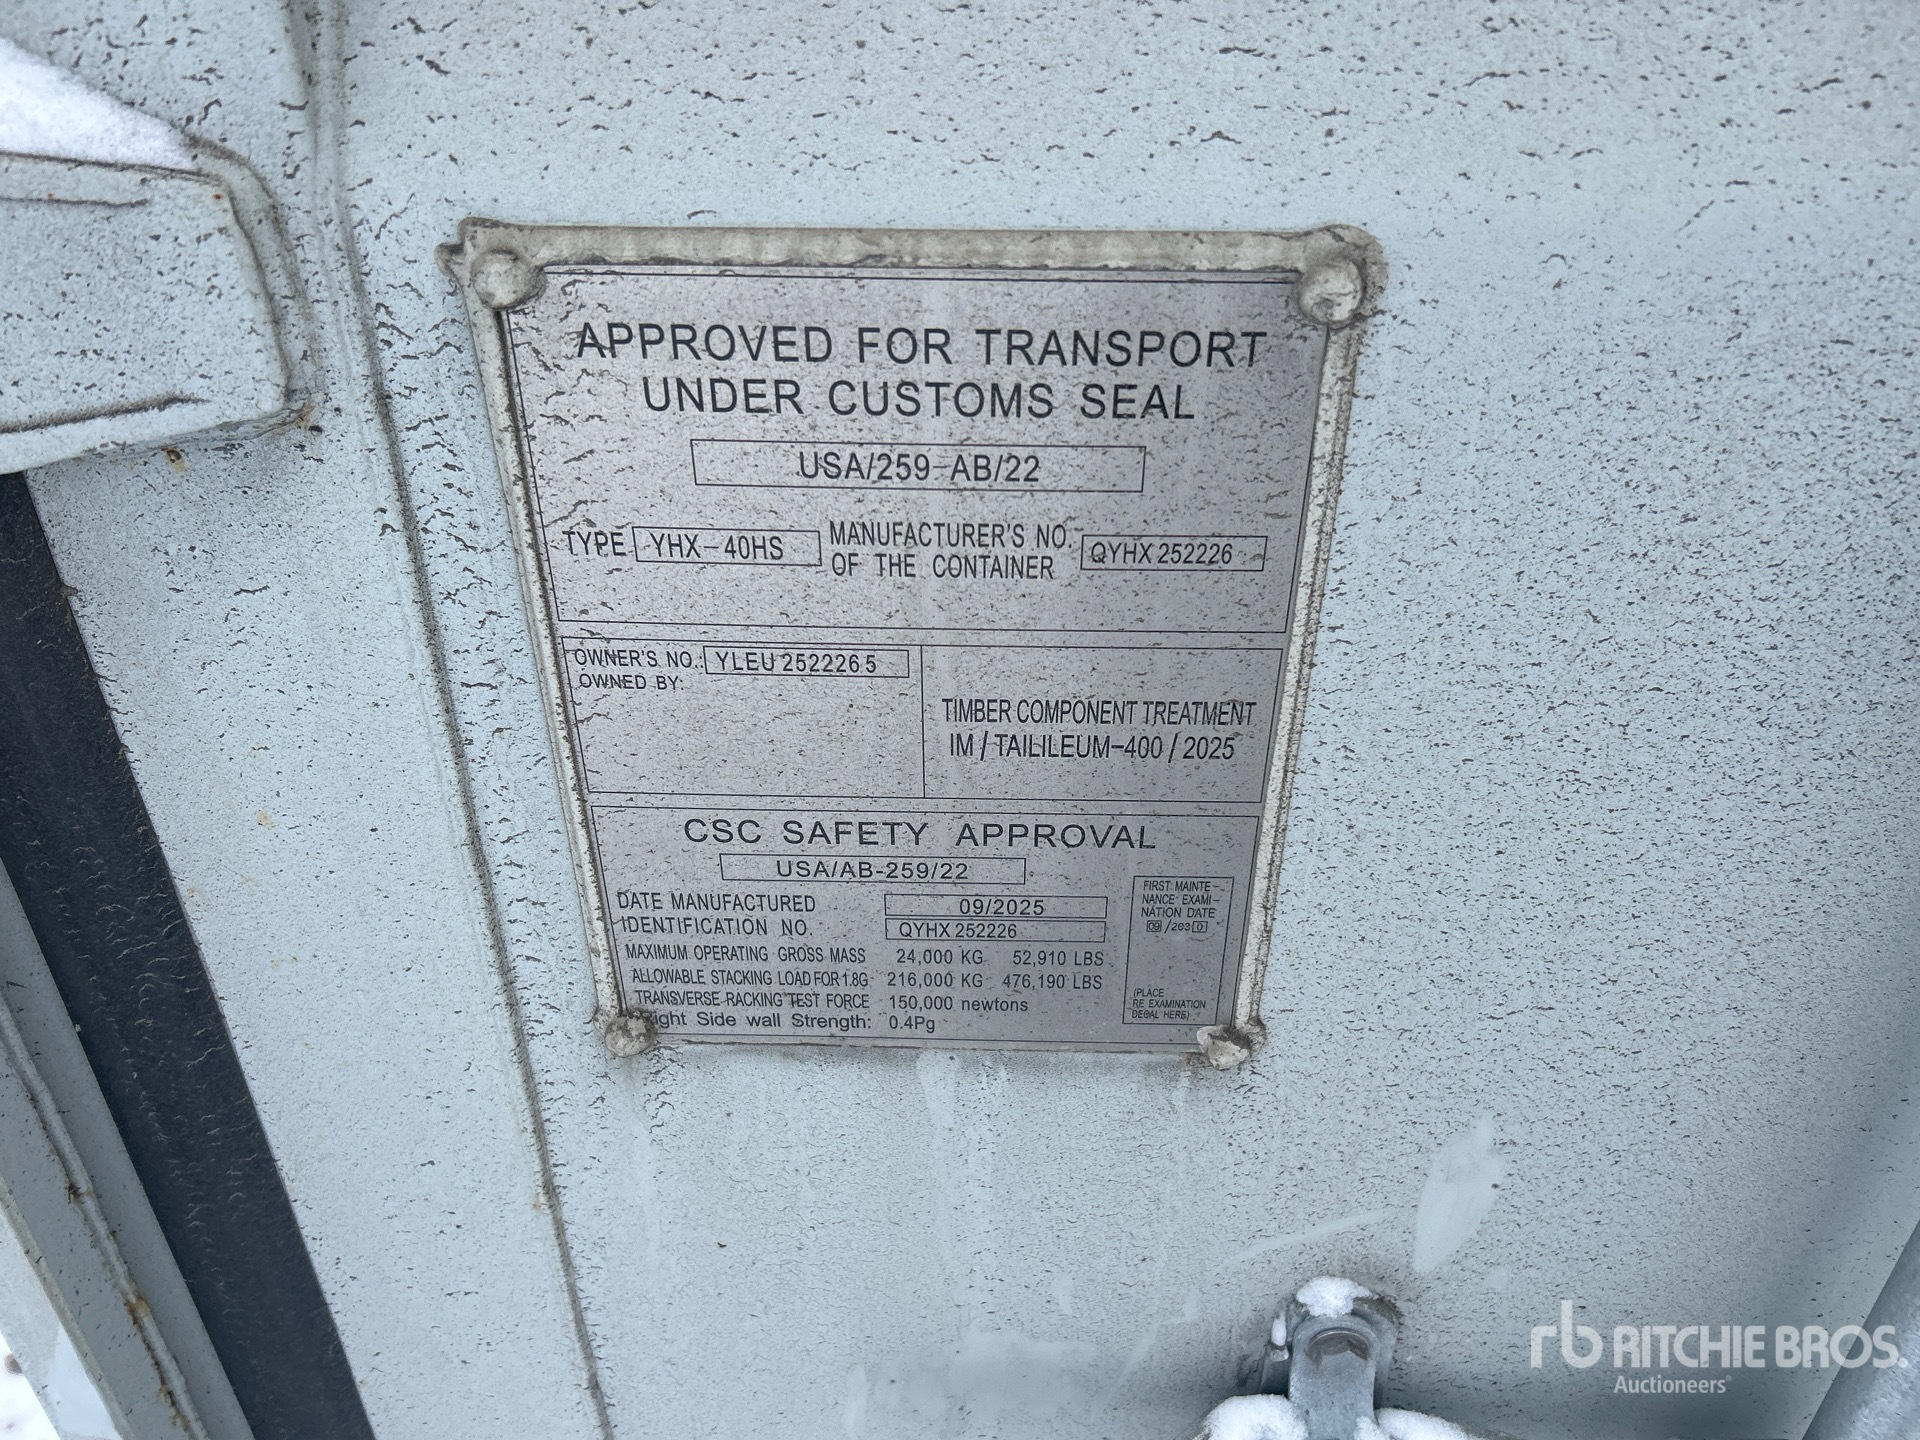 APPROVED FOR TRANSPORT
UNDER CUSTOMS SEAL
USA/259-AB/22
TYPE YHX-40HS MANUFACTURER'S NO. OF THE CONTAINER QYHX 252226
OWNER'S NO.: YLEU 252226 5
OWNED BY:
TIMBER COMPONENT TREATMENT
IM / TAILILEUM-400 / 2025
CSC SAFETY APPROVAL
USA/AB-259/22
DATE MANUFACTURED 09/2025
IDENTIFICATION NO. QYHX 252226
MAXIMUM OPERATING GROSS MASS 24,000 KG 52,910 LBS
ALLOWABLE STACKING LOAD FOR 1.8G 216,000 KG 476,190 LBS
TRANSVERSE RACKING TEST FORCE 150,000 newtons
Right Side wall Strength: 0.4Pg
FIRST MAINTE-
NANCE EXAMI-
NATION DATE
09 /2030
(PLACE
RE EXAMINATION
DECAL HERE)
rb RITCHIE BROS.
Auctioneers